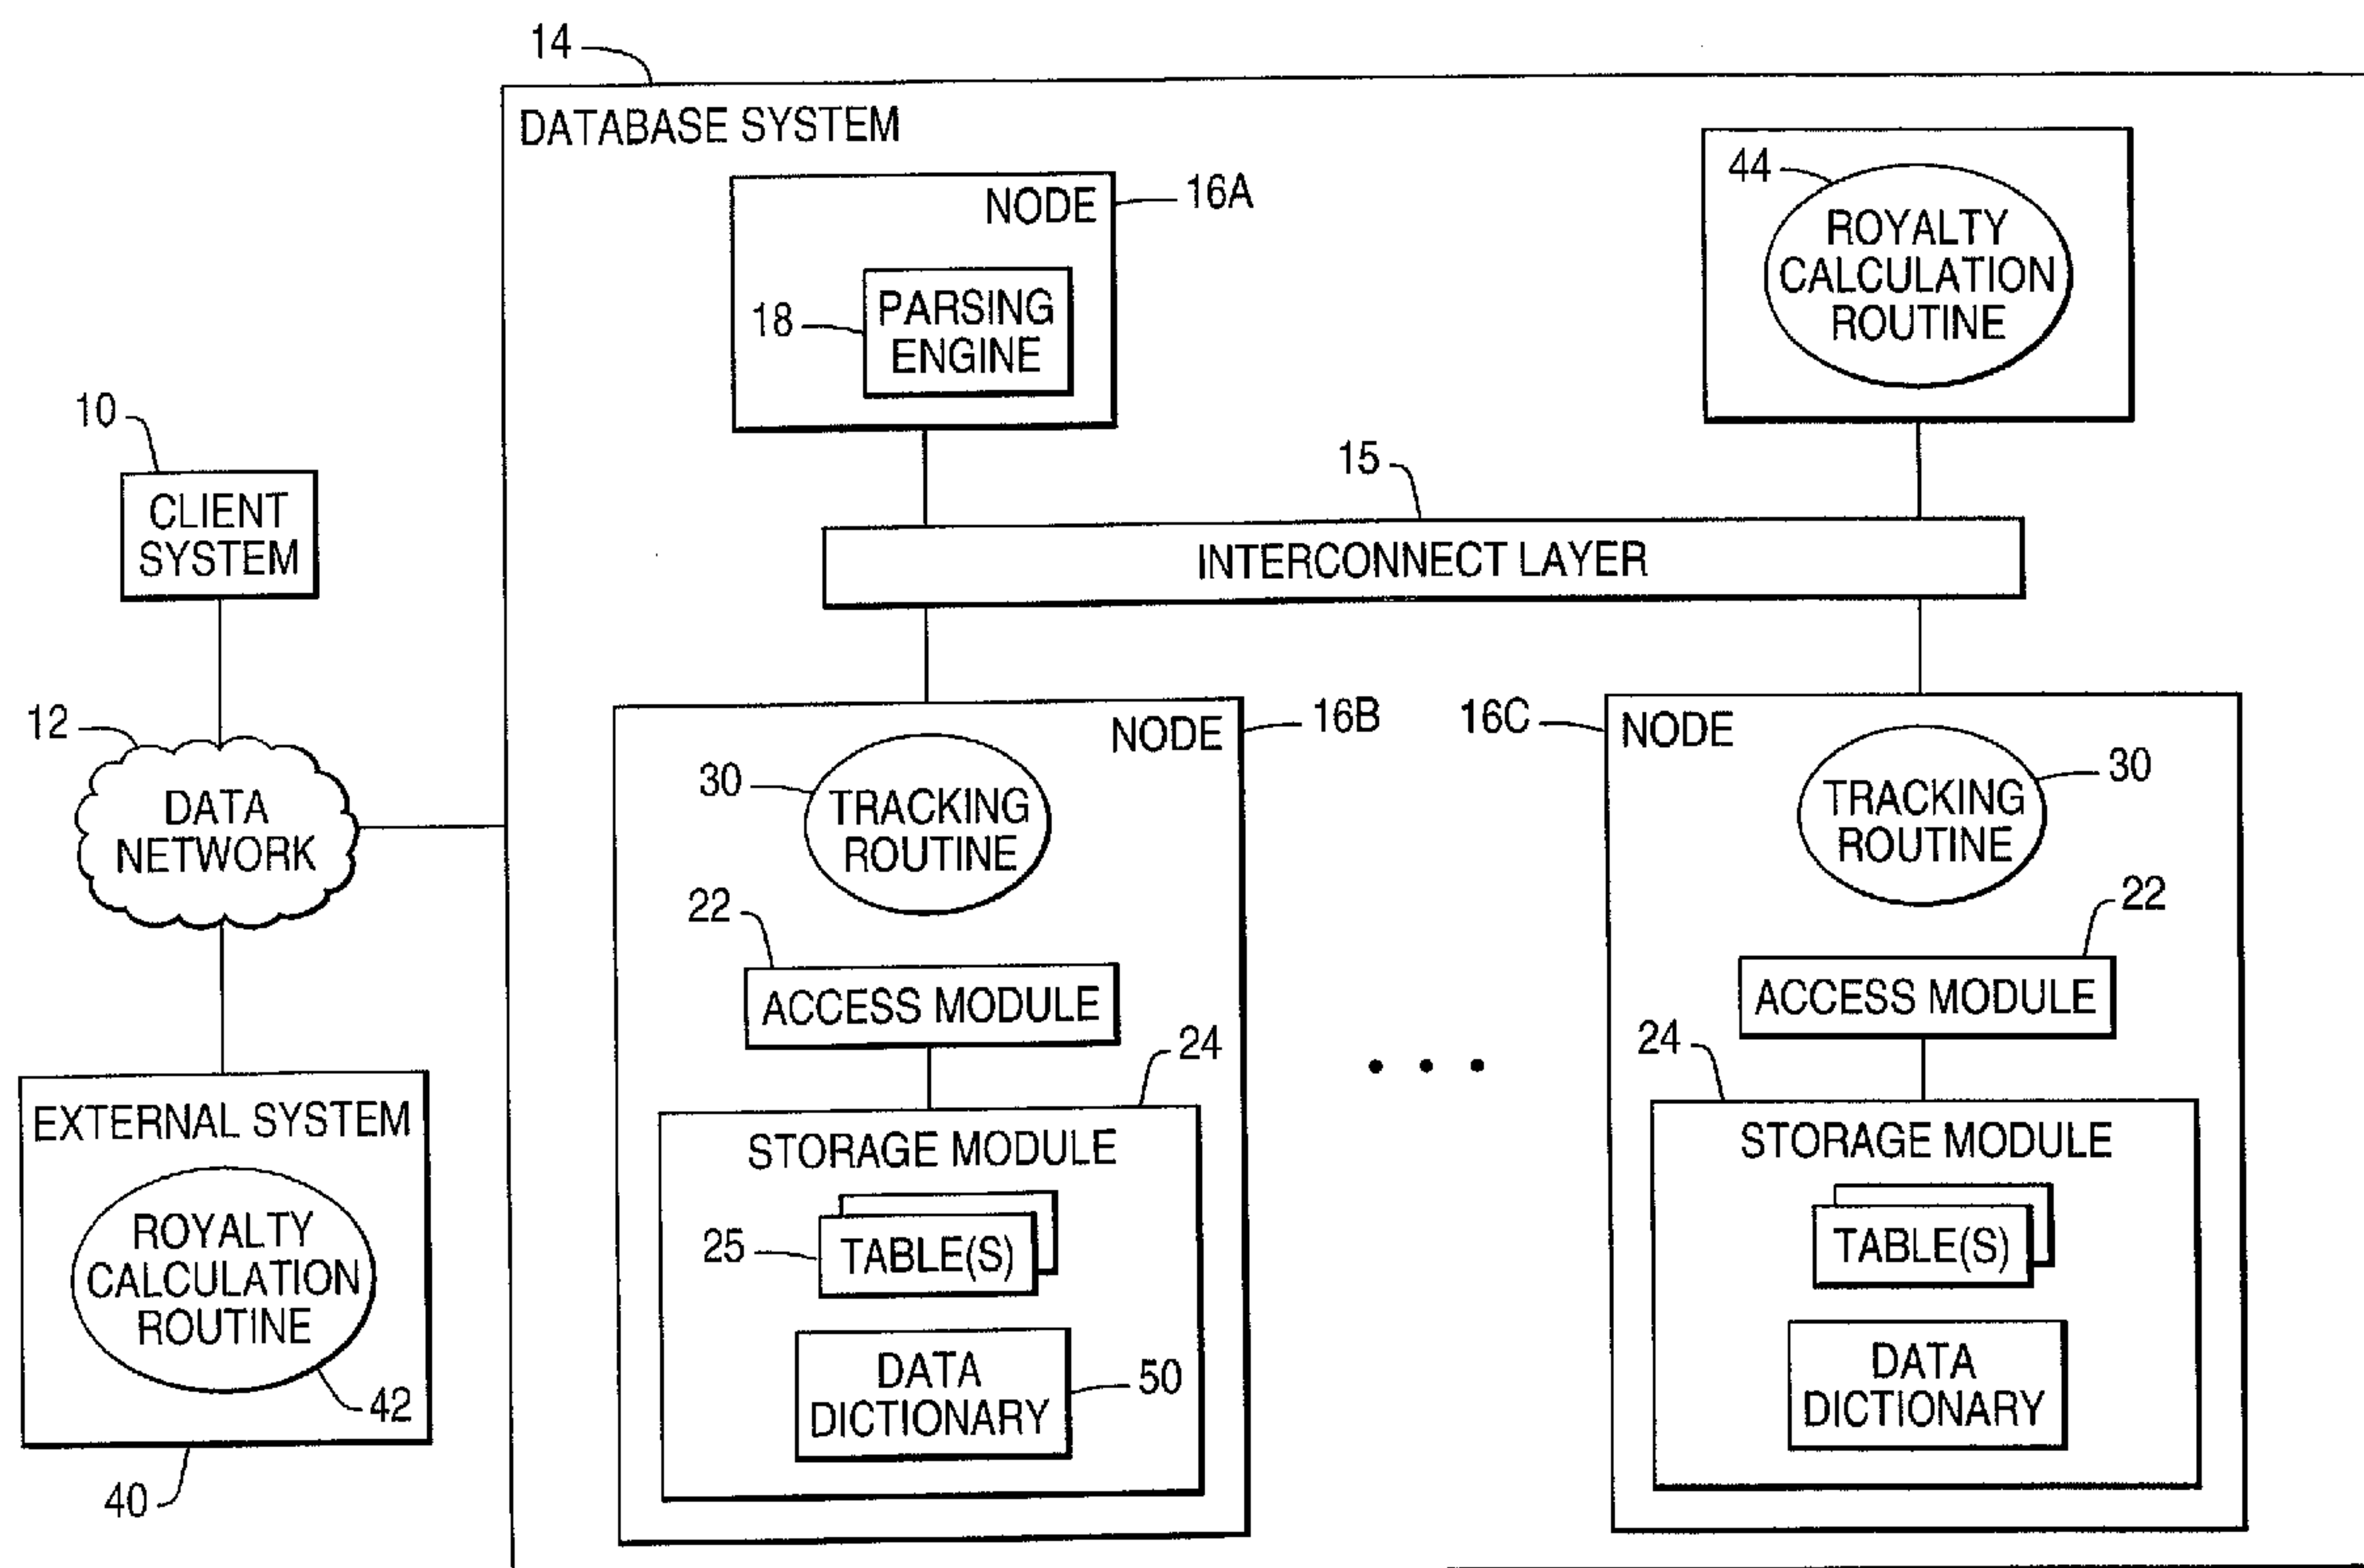 14
DATABASE SYSTEM
NODE
16A
18
PARSING
ENGINE
44
ROYALTY
CALCULATION
ROUTINE
10
CLIENT
SYSTEM
15
INTERCONNECT LAYER
12
DATA
NETWORK
EXTERNAL SYSTEM
ROYALTY
CALCULATION
ROUTINE
42
40
NODE
16B
30
TRACKING
ROUTINE
22
ACCESS MODULE
24
STORAGE MODULE
25
TABLE(S)
DATA
DICTIONARY
50
16C
NODE
TRACKING
ROUTINE
30
22
ACCESS MODULE
24
STORAGE MODULE
TABLE(S)
DATA
DICTIONARY